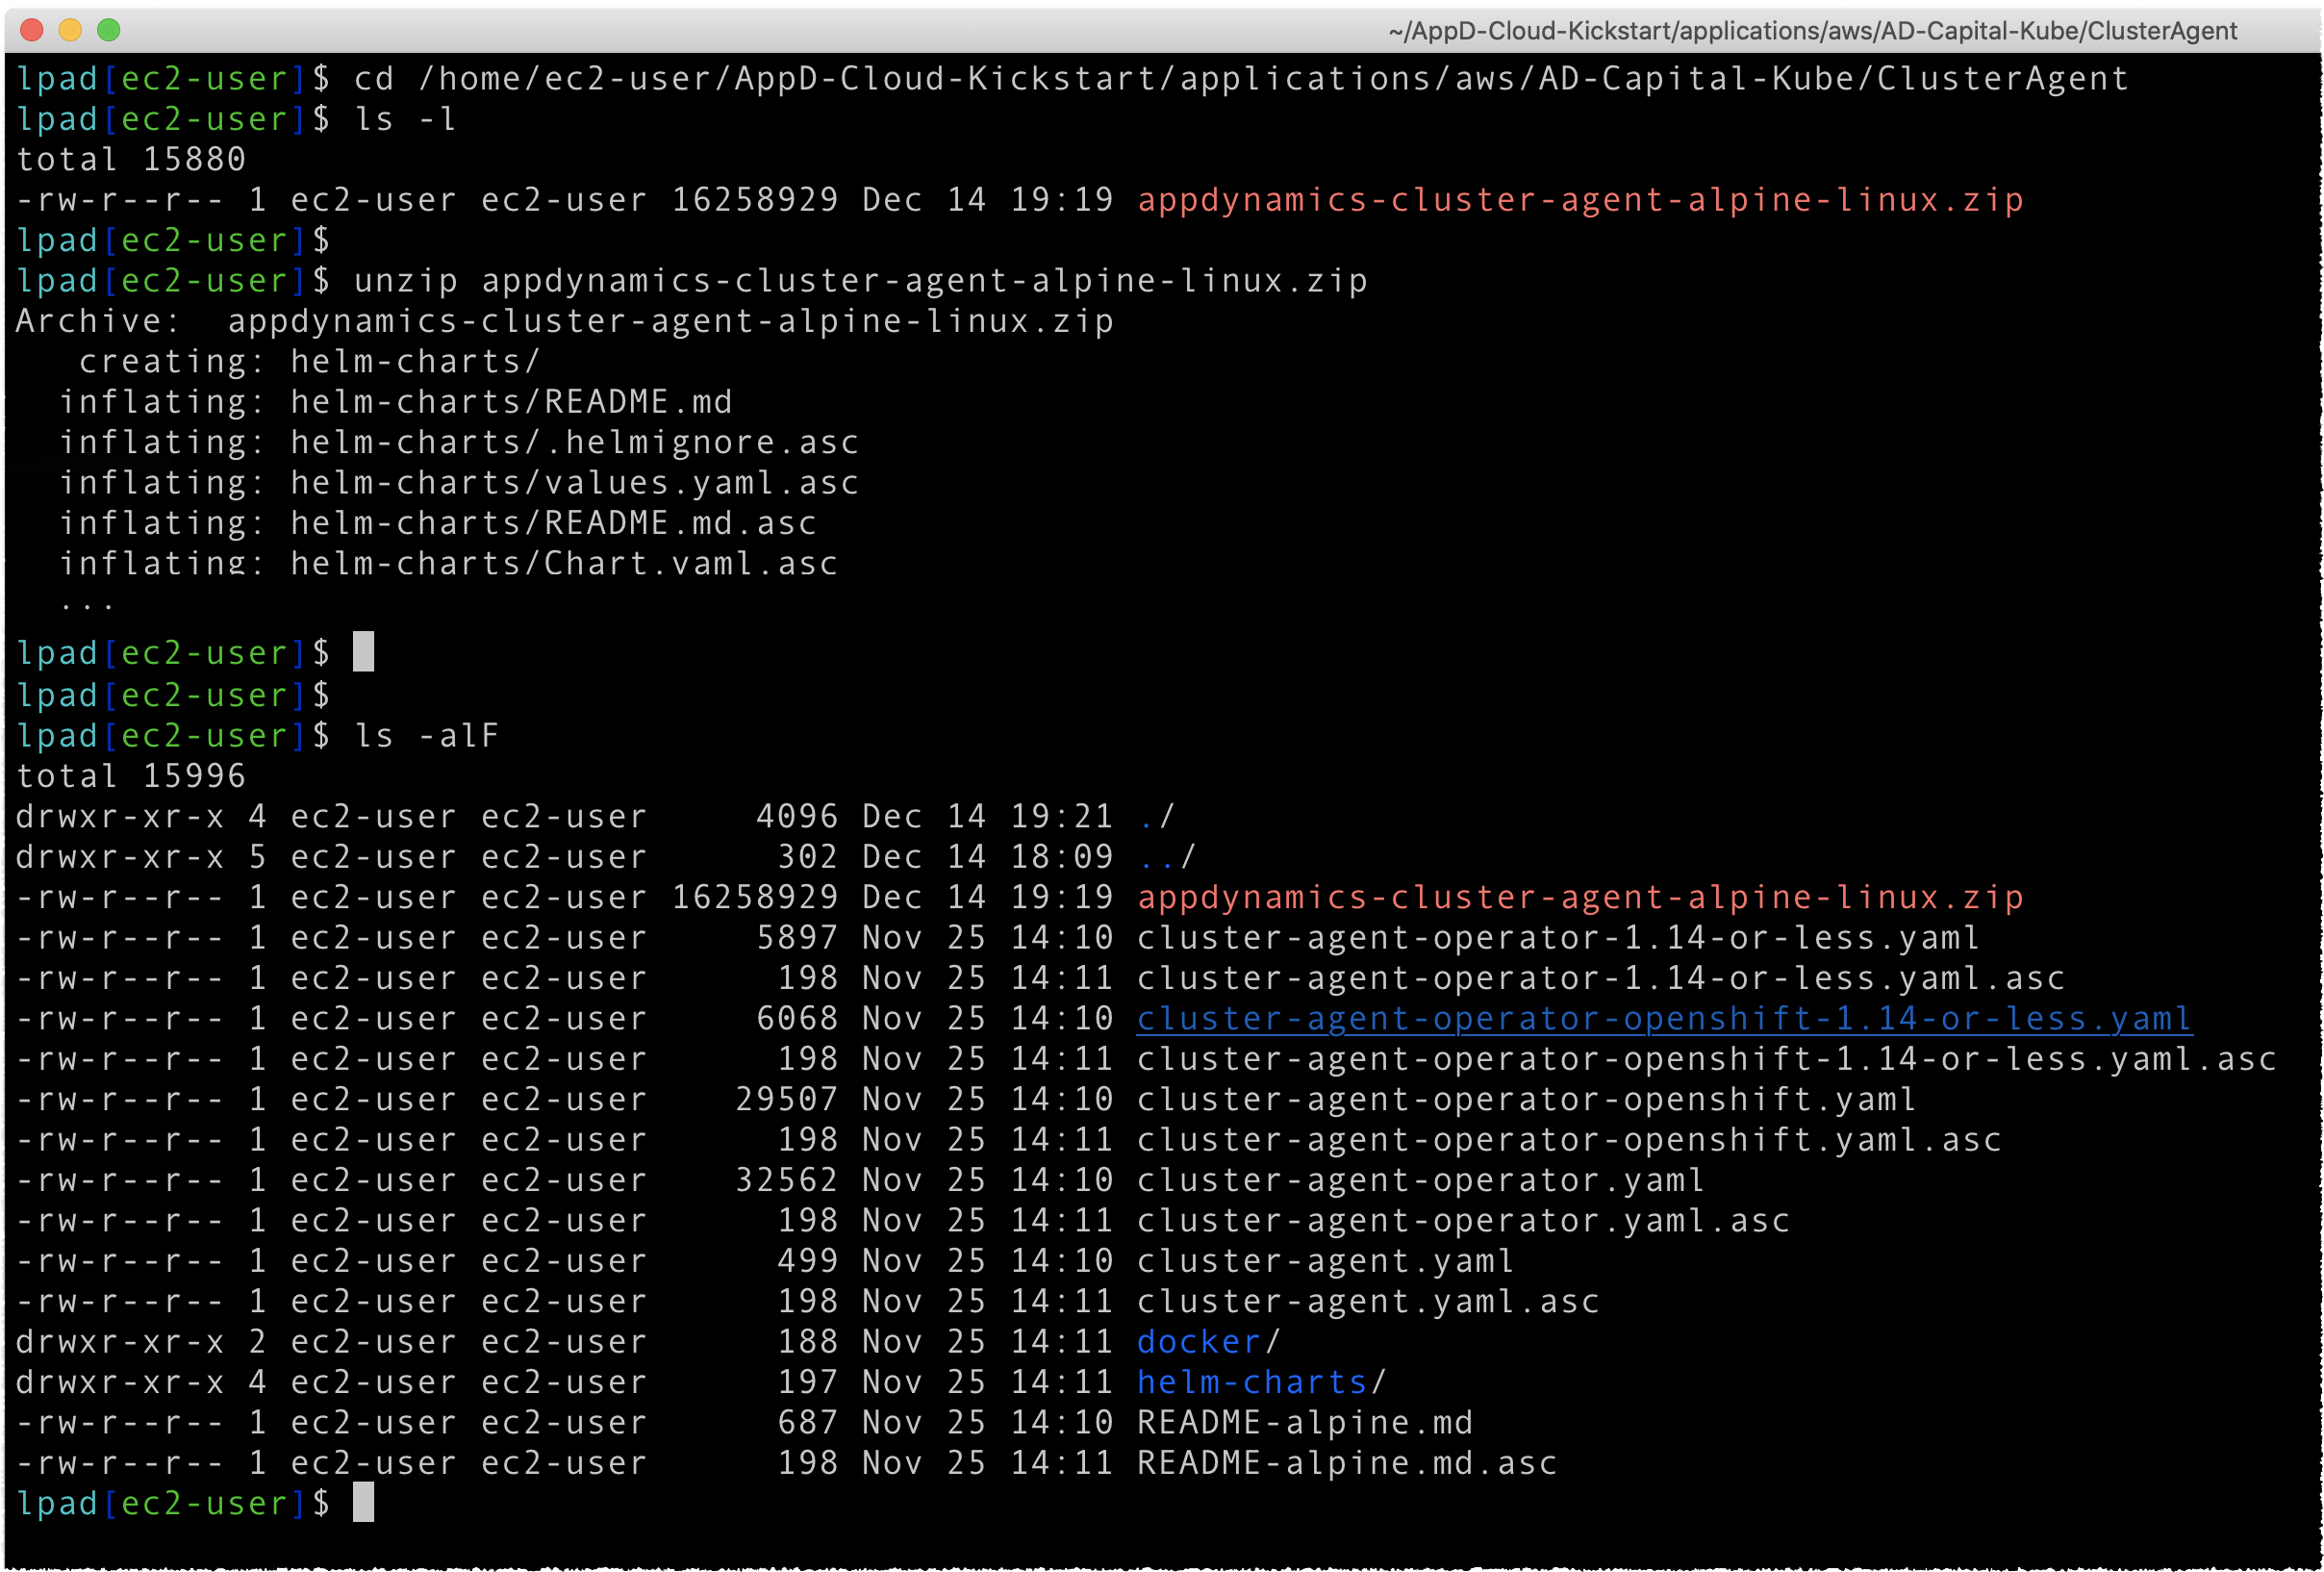 ~/AppD-Cloud-Kickstart/applications/aws/AD-Capital-Kube/ClusterAgent
lpad[ec2-user]$ cd /home/ec2-user/AppD-Cloud-Kickstart/applications/aws/AD-Capital-Kube/ClusterAgent
lpad[ec2-user]$ ls -l
total 15880
-rw-r--r-- 1 ec2-user ec2-user 16258929 Dec 14 19:19 appdynamics-cluster-agent-alpine-linux.zip
lpad[ec2-user]$
lpad[ec2-user]$ unzip appdynamics-cluster-agent-alpine-linux.zip
Archive:  appdynamics-cluster-agent-alpine-linux.zip
   creating: helm-charts/
  inflating: helm-charts/README.md
  inflating: helm-charts/.helmignore.asc
  inflating: helm-charts/values.yaml.asc
  inflating: helm-charts/README.md.asc
  inflating: helm-charts/Chart.yaml.asc
  ...
lpad[ec2-user]$
lpad[ec2-user]$
lpad[ec2-user]$ ls -alF
total 15996
drwxr-xr-x 4 ec2-user ec2-user     4096 Dec 14 19:21 ./
drwxr-xr-x 5 ec2-user ec2-user      302 Dec 14 18:09 ../
-rw-r--r-- 1 ec2-user ec2-user 16258929 Dec 14 19:19 appdynamics-cluster-agent-alpine-linux.zip
-rw-r--r-- 1 ec2-user ec2-user     5897 Nov 25 14:10 cluster-agent-operator-1.14-or-less.yaml
-rw-r--r-- 1 ec2-user ec2-user      198 Nov 25 14:11 cluster-agent-operator-1.14-or-less.yaml.asc
-rw-r--r-- 1 ec2-user ec2-user     6068 Nov 25 14:10 cluster-agent-operator-openshift-1.14-or-less.yaml
-rw-r--r-- 1 ec2-user ec2-user      198 Nov 25 14:11 cluster-agent-operator-openshift-1.14-or-less.yaml.asc
-rw-r--r-- 1 ec2-user ec2-user    29507 Nov 25 14:10 cluster-agent-operator-openshift.yaml
-rw-r--r-- 1 ec2-user ec2-user      198 Nov 25 14:11 cluster-agent-operator-openshift.yaml.asc
-rw-r--r-- 1 ec2-user ec2-user    32562 Nov 25 14:10 cluster-agent-operator.yaml
-rw-r--r-- 1 ec2-user ec2-user      198 Nov 25 14:11 cluster-agent-operator.yaml.asc
-rw-r--r-- 1 ec2-user ec2-user      499 Nov 25 14:10 cluster-agent.yaml
-rw-r--r-- 1 ec2-user ec2-user      198 Nov 25 14:11 cluster-agent.yaml.asc
drwxr-xr-x 2 ec2-user ec2-user      188 Nov 25 14:11 docker/
drwxr-xr-x 4 ec2-user ec2-user      197 Nov 25 14:11 helm-charts/
-rw-r--r-- 1 ec2-user ec2-user      687 Nov 25 14:10 README-alpine.md
-rw-r--r-- 1 ec2-user ec2-user      198 Nov 25 14:11 README-alpine.md.asc
lpad[ec2-user]$